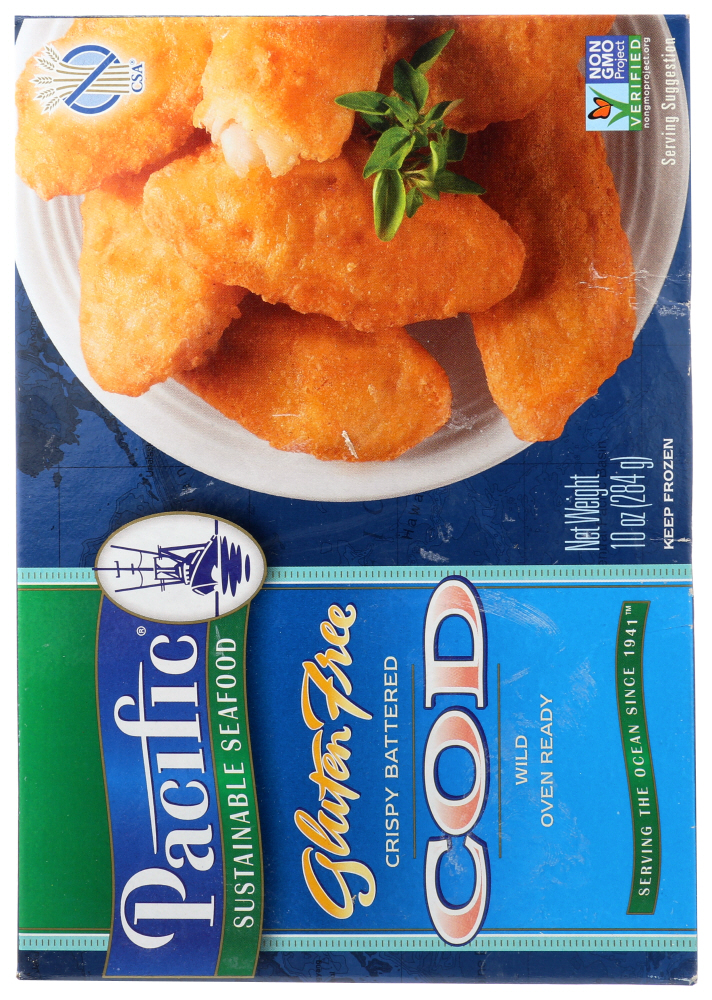 Pacific®
SUSTAINABLE SEAFOOD
Gluten Free
CRISPY BATTERED
COD
WILD
OVEN READY
SERVING THE OCEAN SINCE 1941™
CSA®
NON
GMO
Project
VERIFIED
nongmoproject.org
Serving Suggestion
Net Weight
10 oz (284 g)
KEEP FROZEN